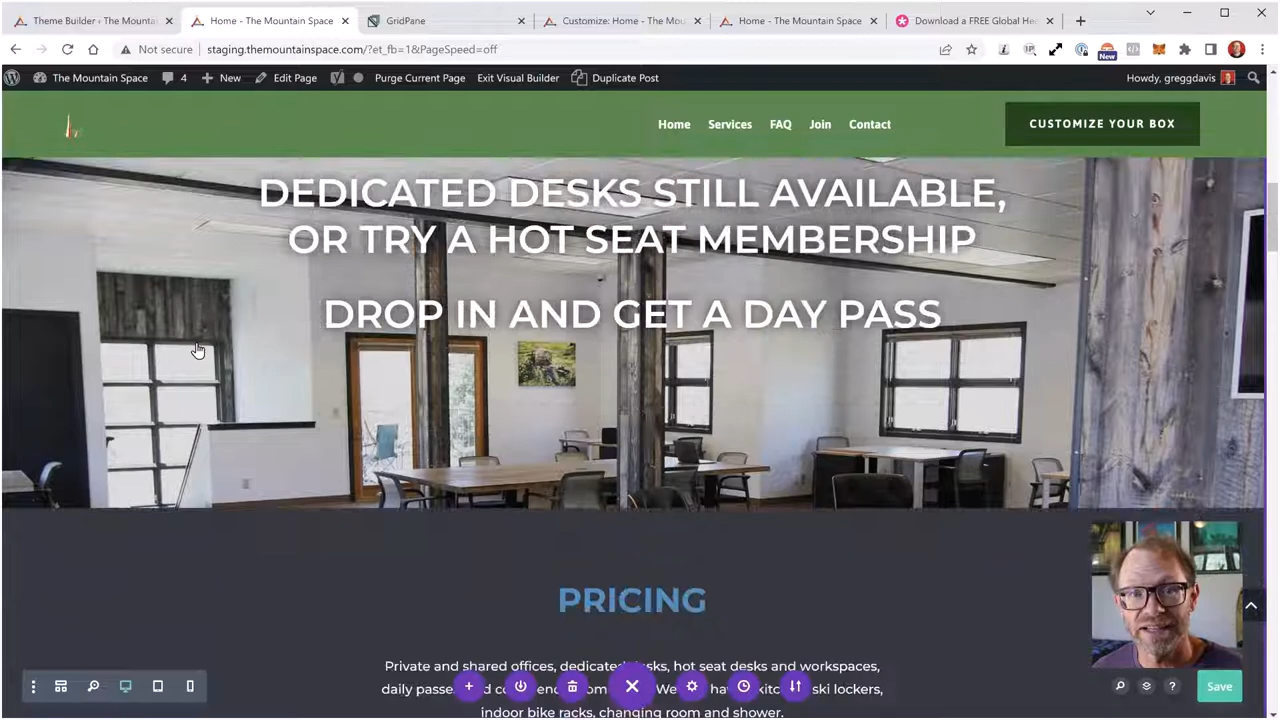 Theme Builder ‹ The Mountai
Home - The Mountain Space
GridPane
Customize: Home - The Mou
Home - The Mountain Space
Download a FREE Global He
Not secure
staging.themountainspace.com/?et_fb=1&PageSpeed=off
New
The Mountain Space
4
New
Edit Page
Purge Current Page
Exit Visual Builder
Duplicate Post
Howdy, greggdavis
Home
Services
FAQ
Join
Contact
CUSTOMIZE YOUR BOX
DEDICATED DESKS STILL AVAILABLE,
OR TRY A HOT SEAT MEMBERSHIP
DROP IN AND GET A DAY PASS
PRICING
Private and shared offices, dedicated desks, hot seat desks and workspaces,
daily passe
ski lockers,
indoor bike racks, changing room and shower.
Save